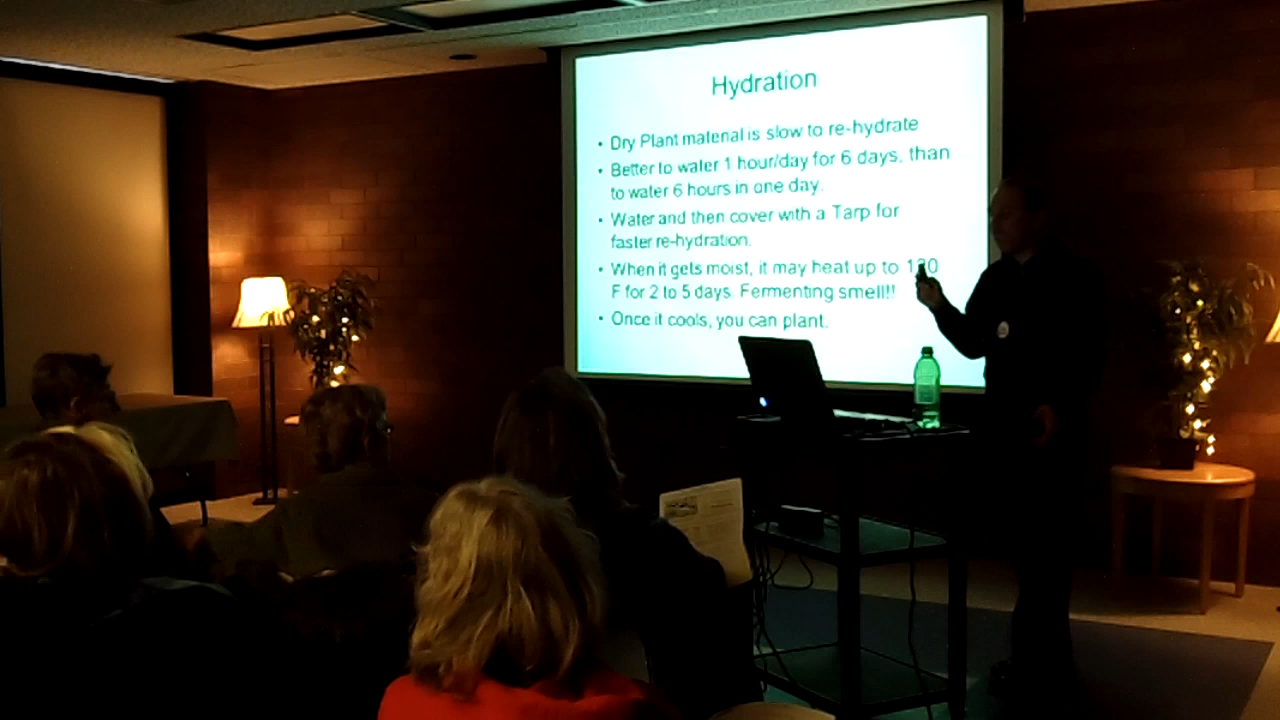 Hydration
• Dry Plant material is slow to re-hydrate
• Better to water 1 hour/day for 6 days, than
to water 6 hours in one day.
• Water and then cover with a Tarp for
faster re-hydration.
• When it gets moist, it may heat up to
F for 2 to 5 days. Fermenting smell!!
• Once it cools, you can plant.